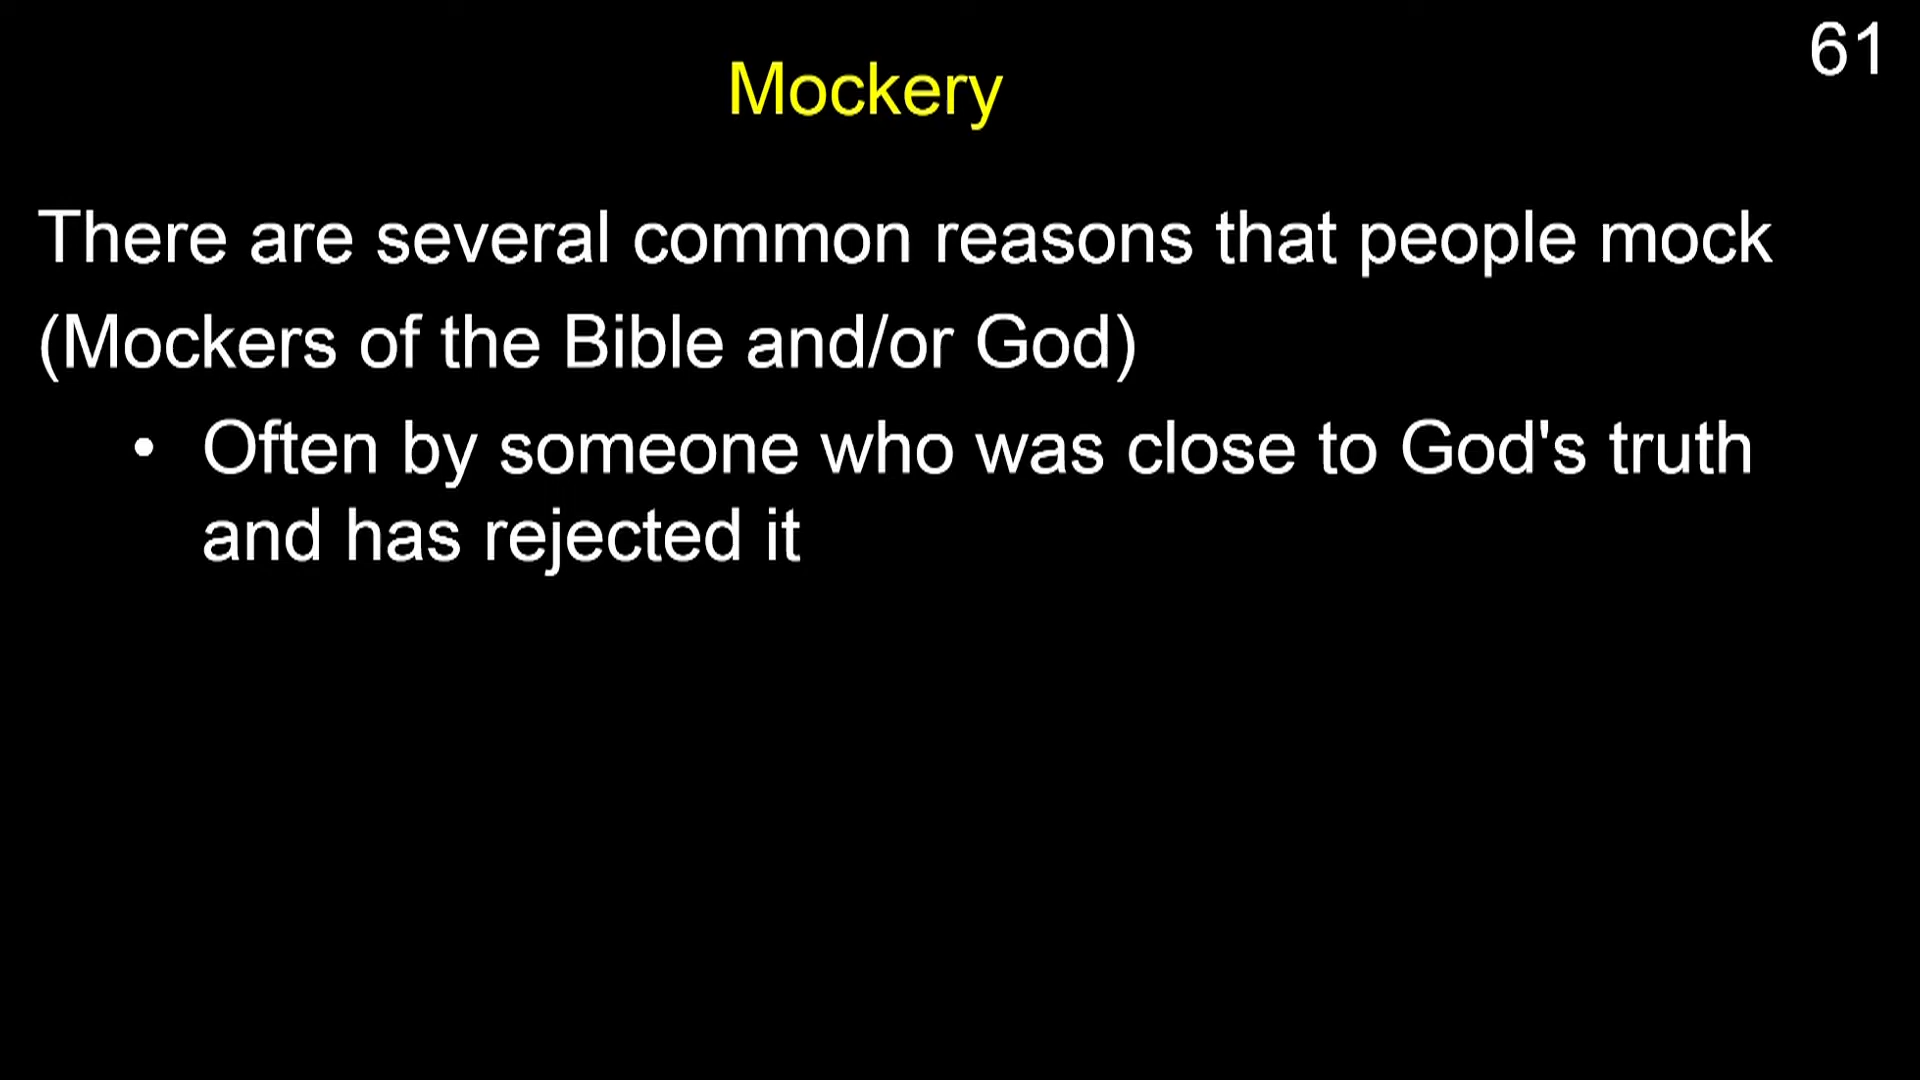 61
Mockery
There are several common reasons that people mock
(Mockers of the Bible and/or God)
• Often by someone who was close to God's truth
and has rejected it